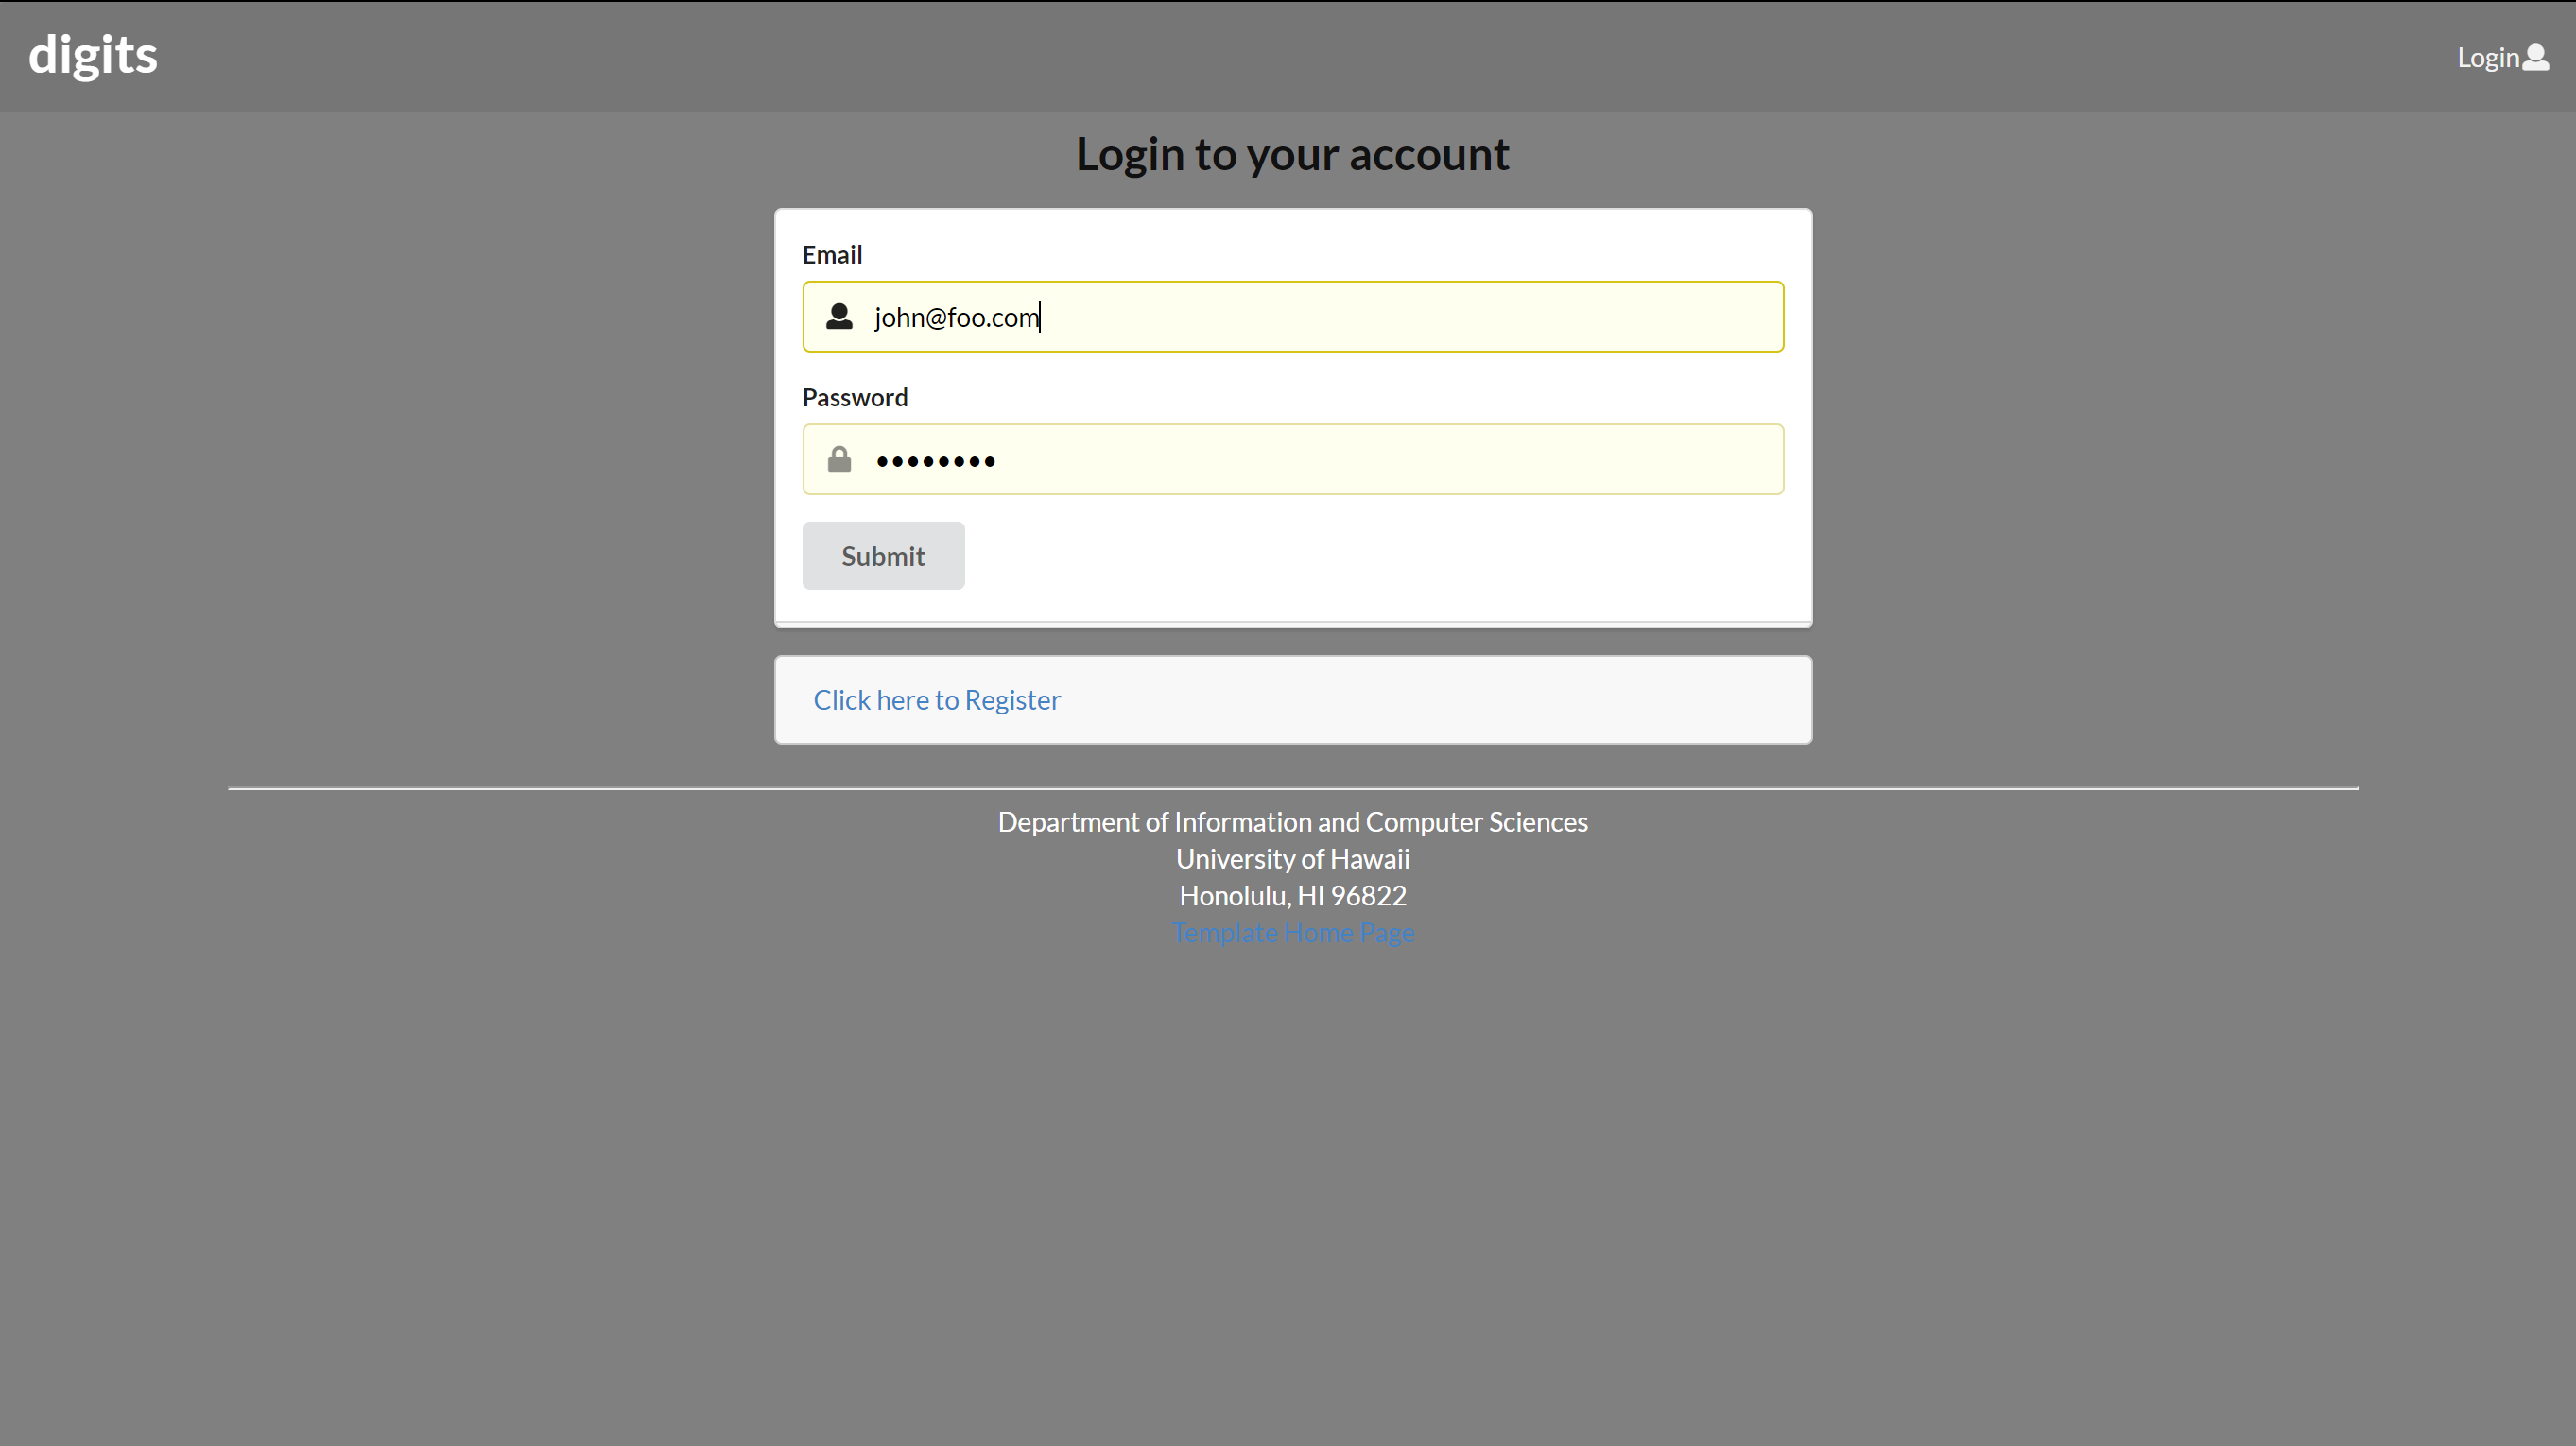 digits
Login
Login to your account
Email
john@foo.com
Password
Submit
Click here to Register
Department of Information and Computer Sciences
University of Hawaii
Honolulu, HI 96822
Template Home Page